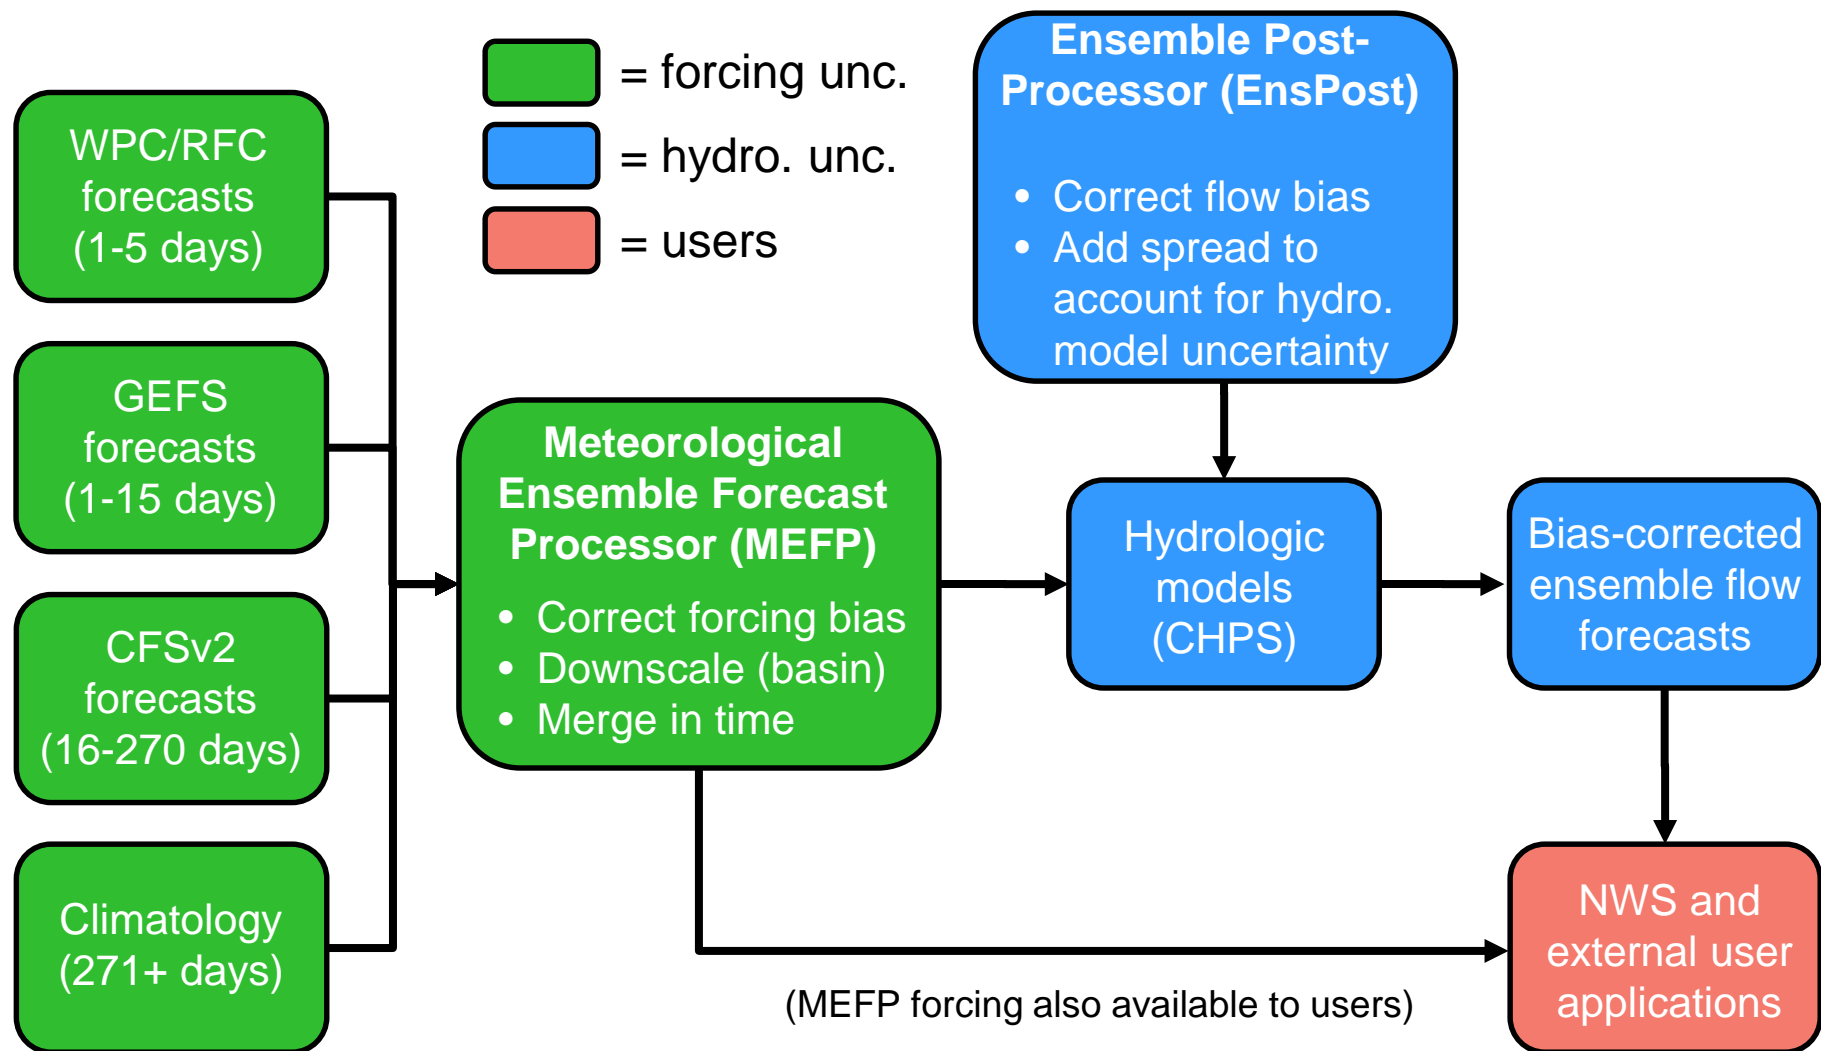 = forcing unc.
= hydro. unc.
= users
WPC/RFC
forecasts
(1-5 days)
GEFS
forecasts
(1-15 days)
CFSv2
forecasts
(16-270 days)
Climatology
(271+ days)
Meteorological
Ensemble Forecast
Processor (MEFP)
• Correct forcing bias
• Downscale (basin)
• Merge in time
Ensemble Post-
Processor (EnsPost)
• Correct flow bias
• Add spread to
account for hydro.
model uncertainty
Hydrologic
models
(CHPS)
Bias-corrected
ensemble flow
forecasts
NWS and
external user
applications
(MEFP forcing also available to users)